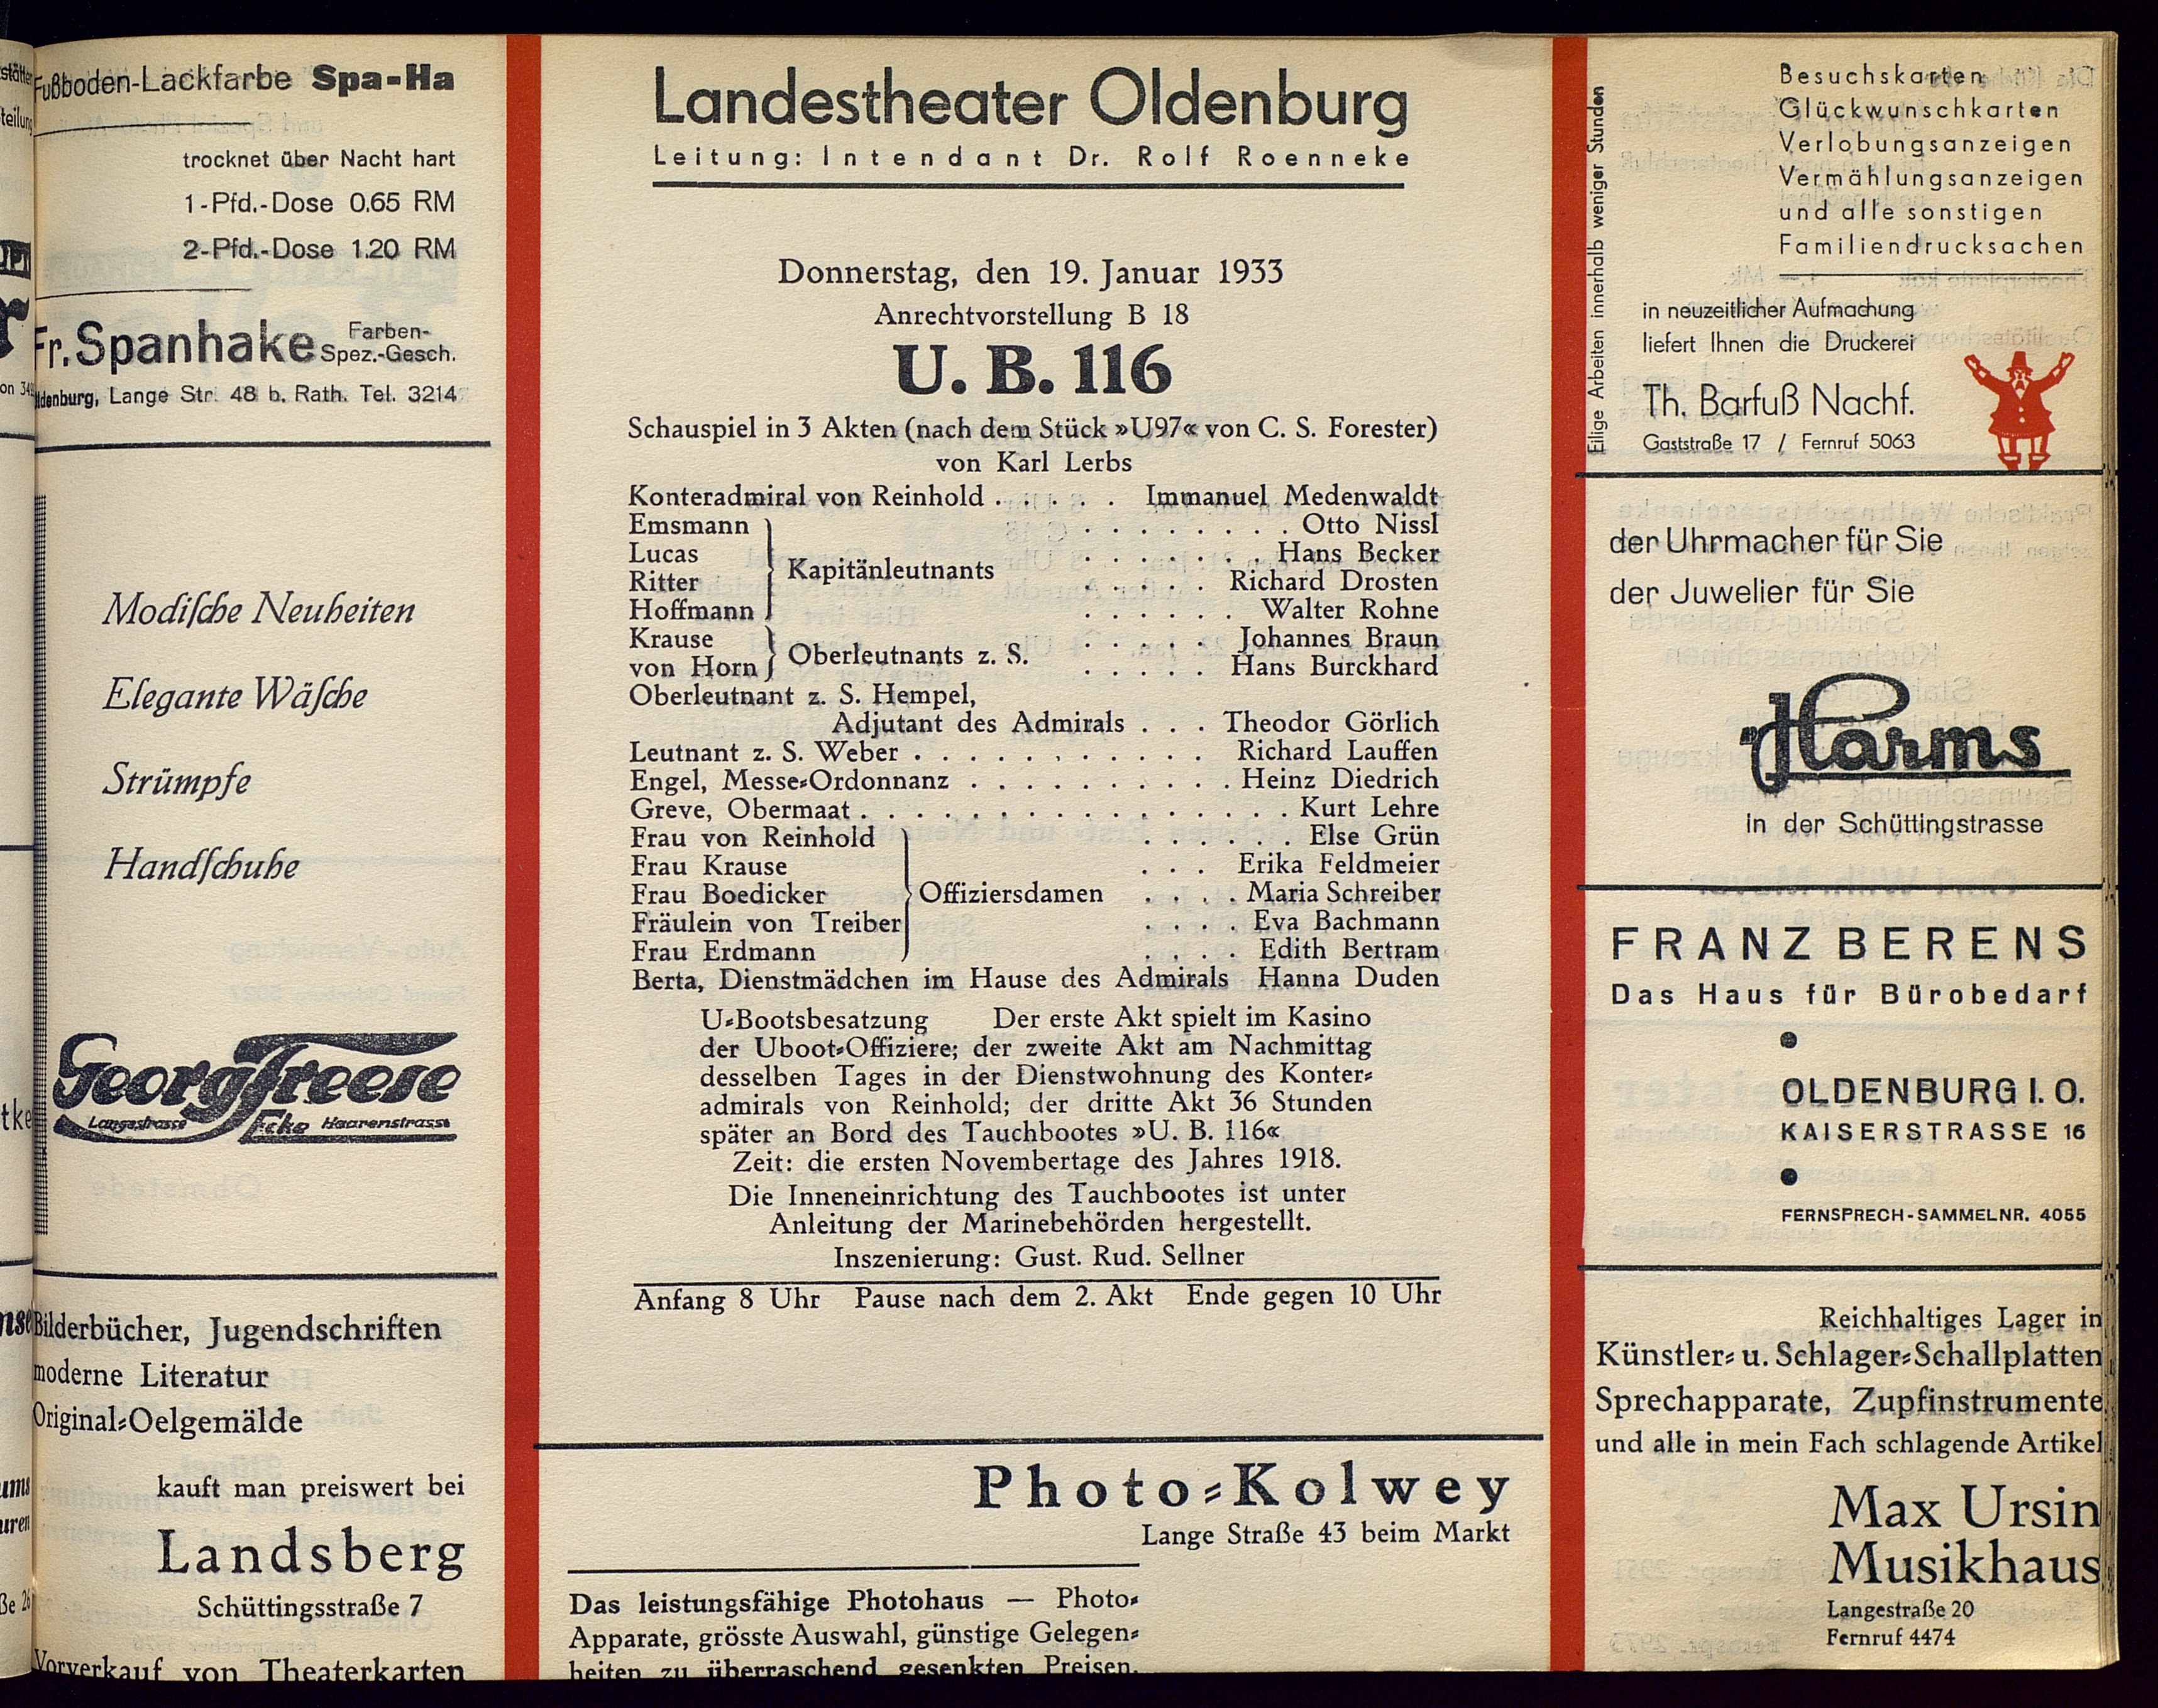 Fußboden-Lackfarbe Spa-Ha
trocknet über Nacht hart
1-Pfd.-Dose 0.65 RM
2-Pfd.-Dose 1.20 RM
Fr. Spanhake Farben-
Spez.-Gesch.
Lange Str. 48 b. Rath. Tel. 3214
Modische Neuheiten
Elegante Wäsche
Strümpfe
Handschuhe
Georg Freese
Langestrasse Ecke Haarenstrasse
Bilderbücher, Jugendschriften
moderne Literatur
Original-Oelgemälde
kauft man preiswert bei
Landsberg
Schüttingsstraße 7
Vorverkauf von Theaterkarten
Landestheater Oldenburg
Leitung: Intendant Dr. Rolf Roenneke
Donnerstag, den 19. Januar 1933
Anrechtvorstellung B 18
U. B. 116
Schauspiel in 3 Akten (nach dem Stück »U97« von C. S. Forester)
von Karl Lerbs
Konteradmiral von Reinhold . . . . . Immanuel Medenwaldt
Emsmann . . . . . . . . Otto Nissl
Lucas . . . . . . . Hans Becker
Kapitänleutnants
Ritter . . . . . Richard Drosten
Hoffmann . . . . . . Walter Rohne
Krause . . . . . Johannes Braun
Oberleutnants z. S.
von Horn . . . . . Hans Burckhard
Oberleutnant z. S. Hempel,
Adjutant des Admirals . . . Theodor Görlich
Leutnant z. S. Weber . . . . . . . . . . . Richard Lauffen
Engel, Messe-Ordonnanz . . . . . . . . . . Heinz Diedrich
Greve, Obermaat . . . . . . . . . . . . . . . . Kurt Lehre
Frau von Reinhold . . . . . . Else Grün
Frau Krause . . . Erika Feldmeier
Frau Boedicker Offiziersdamen . . . . Maria Schreiber
Fräulein von Treiber . . . . Eva Bachmann
Frau Erdmann . . . . Edith Bertram
Berta, Dienstmädchen im Hause des Admirals Hanna Duden
U-Bootsbesatzung Der erste Akt spielt im Kasino
der Uboot-Offiziere; der zweite Akt am Nachmittag
desselben Tages in der Dienstwohnung des Konter-
admirals von Reinhold; der dritte Akt 36 Stunden
später an Bord des Tauchbootes »U. B. 116«
Zeit: die ersten Novembertage des Jahres 1918.
Die Inneneinrichtung des Tauchbootes ist unter
Anleitung der Marinebehörden hergestellt.
Inszenierung: Gust. Rud. Sellner
Anfang 8 Uhr Pause nach dem 2. Akt Ende gegen 10 Uhr
Photo-Kolwey
Lange Straße 43 beim Markt
Das leistungsfähige Photohaus — Photo-
Apparate, grösste Auswahl, günstige Gelegen-
heiten zu überraschend gesenkten Preisen.
Eilige Arbeiten innerhalb weniger Stunden
Besuchskarten
Glückwunschkarten
Verlobungsanzeigen
Vermählungsanzeigen
und alle sonstigen
Familiendrucksachen
in neuzeitlicher Aufmachung
liefert Ihnen die Druckerei
Th. Barfuß Nachf.
Gaststraße 17 / Fernruf 5063
der Uhrmacher für Sie
der Juwelier für Sie
Harms
in der Schüttingstrasse
FRANZ BERENS
Das Haus für Bürobedarf
OLDENBURG I. O.
KAISERSTRASSE 16
FERNSPRECH-SAMMELNR. 4055
Reichhaltiges Lager in
Künstler- u. Schlager-Schallplatten
Sprechapparate, Zupfinstrumente
und alle in mein Fach schlagende Artikel
Max Ursin
Musikhaus
Langestraße 20
Fernruf 4474